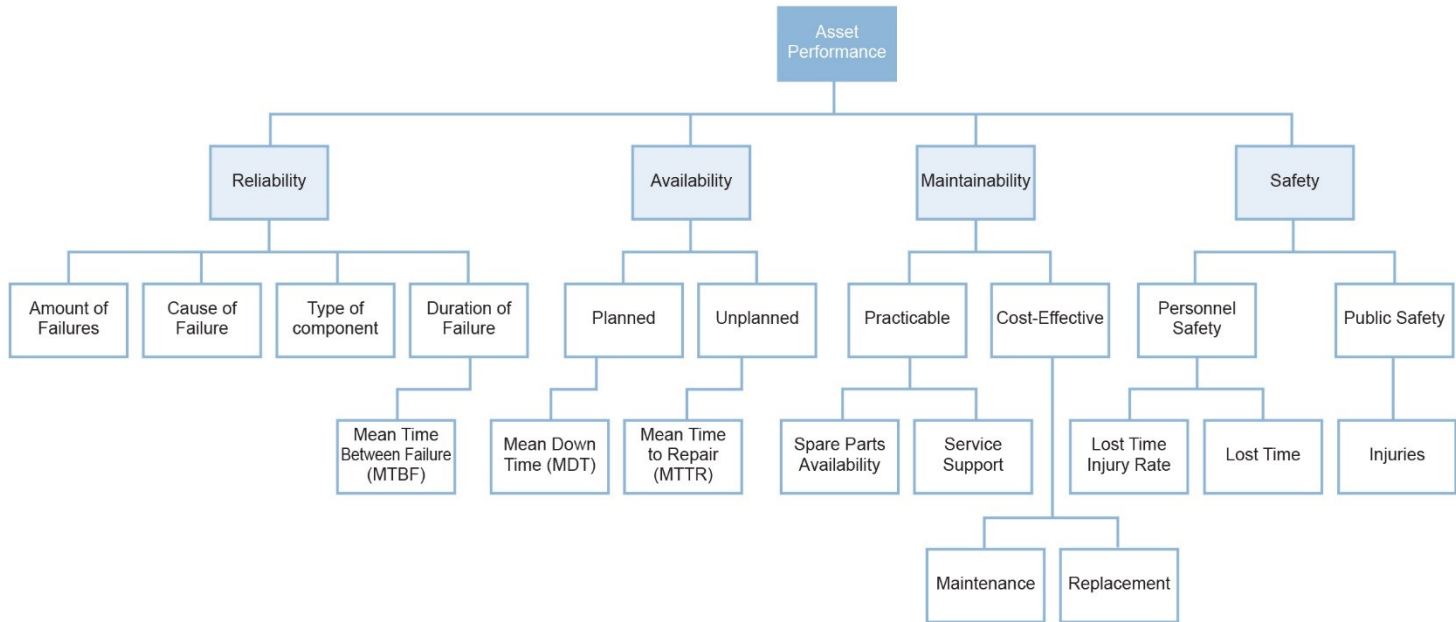 Asset
Performance
Reliability
Availability
Maintainability
Safety
Amount of
Failures
Cause of
Failure
Type of
component
Duration of
Failure
Planned
Unplanned
Practicable
Cost-Effective
Personnel
Safety
Public Safety
Mean Time
Between Failure
(MTBF)
Mean Down
Time (MDT)
Mean Time
to Repair
(MTTR)
Spare Parts
Availability
Service
Support
Lost Time
Injury Rate
Lost Time
Injuries
Maintenance
Replacement